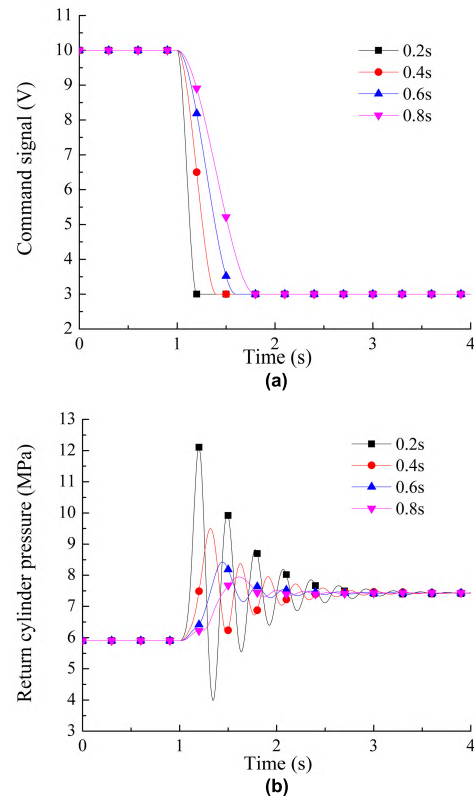 (a)
Command signal (V)
11
10
9
8
7
6
5
4
3
2
0.2s
0.4s
0.6s
0.8s
0
1
2
3
4
Time (s)
(a)
Return cylinder pressure (MPa)
13
12
11
10
9
8
7
6
5
4
3
0.2s
0.4s
0.6s
0.8s
0
1
2
3
4
Time (s)
(b)